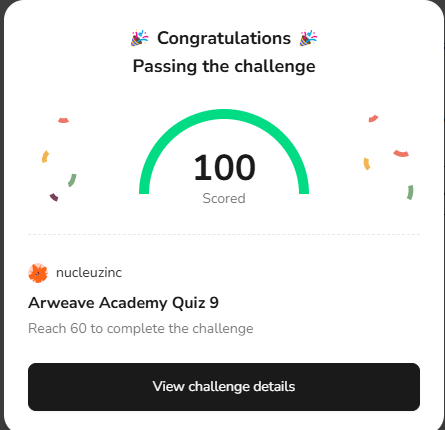 🎉 Congratulations 🎉
Passing the challenge
100
Scored
nucleuzinc
Arweave Academy Quiz 9
Reach 60 to complete the challenge
View challenge details